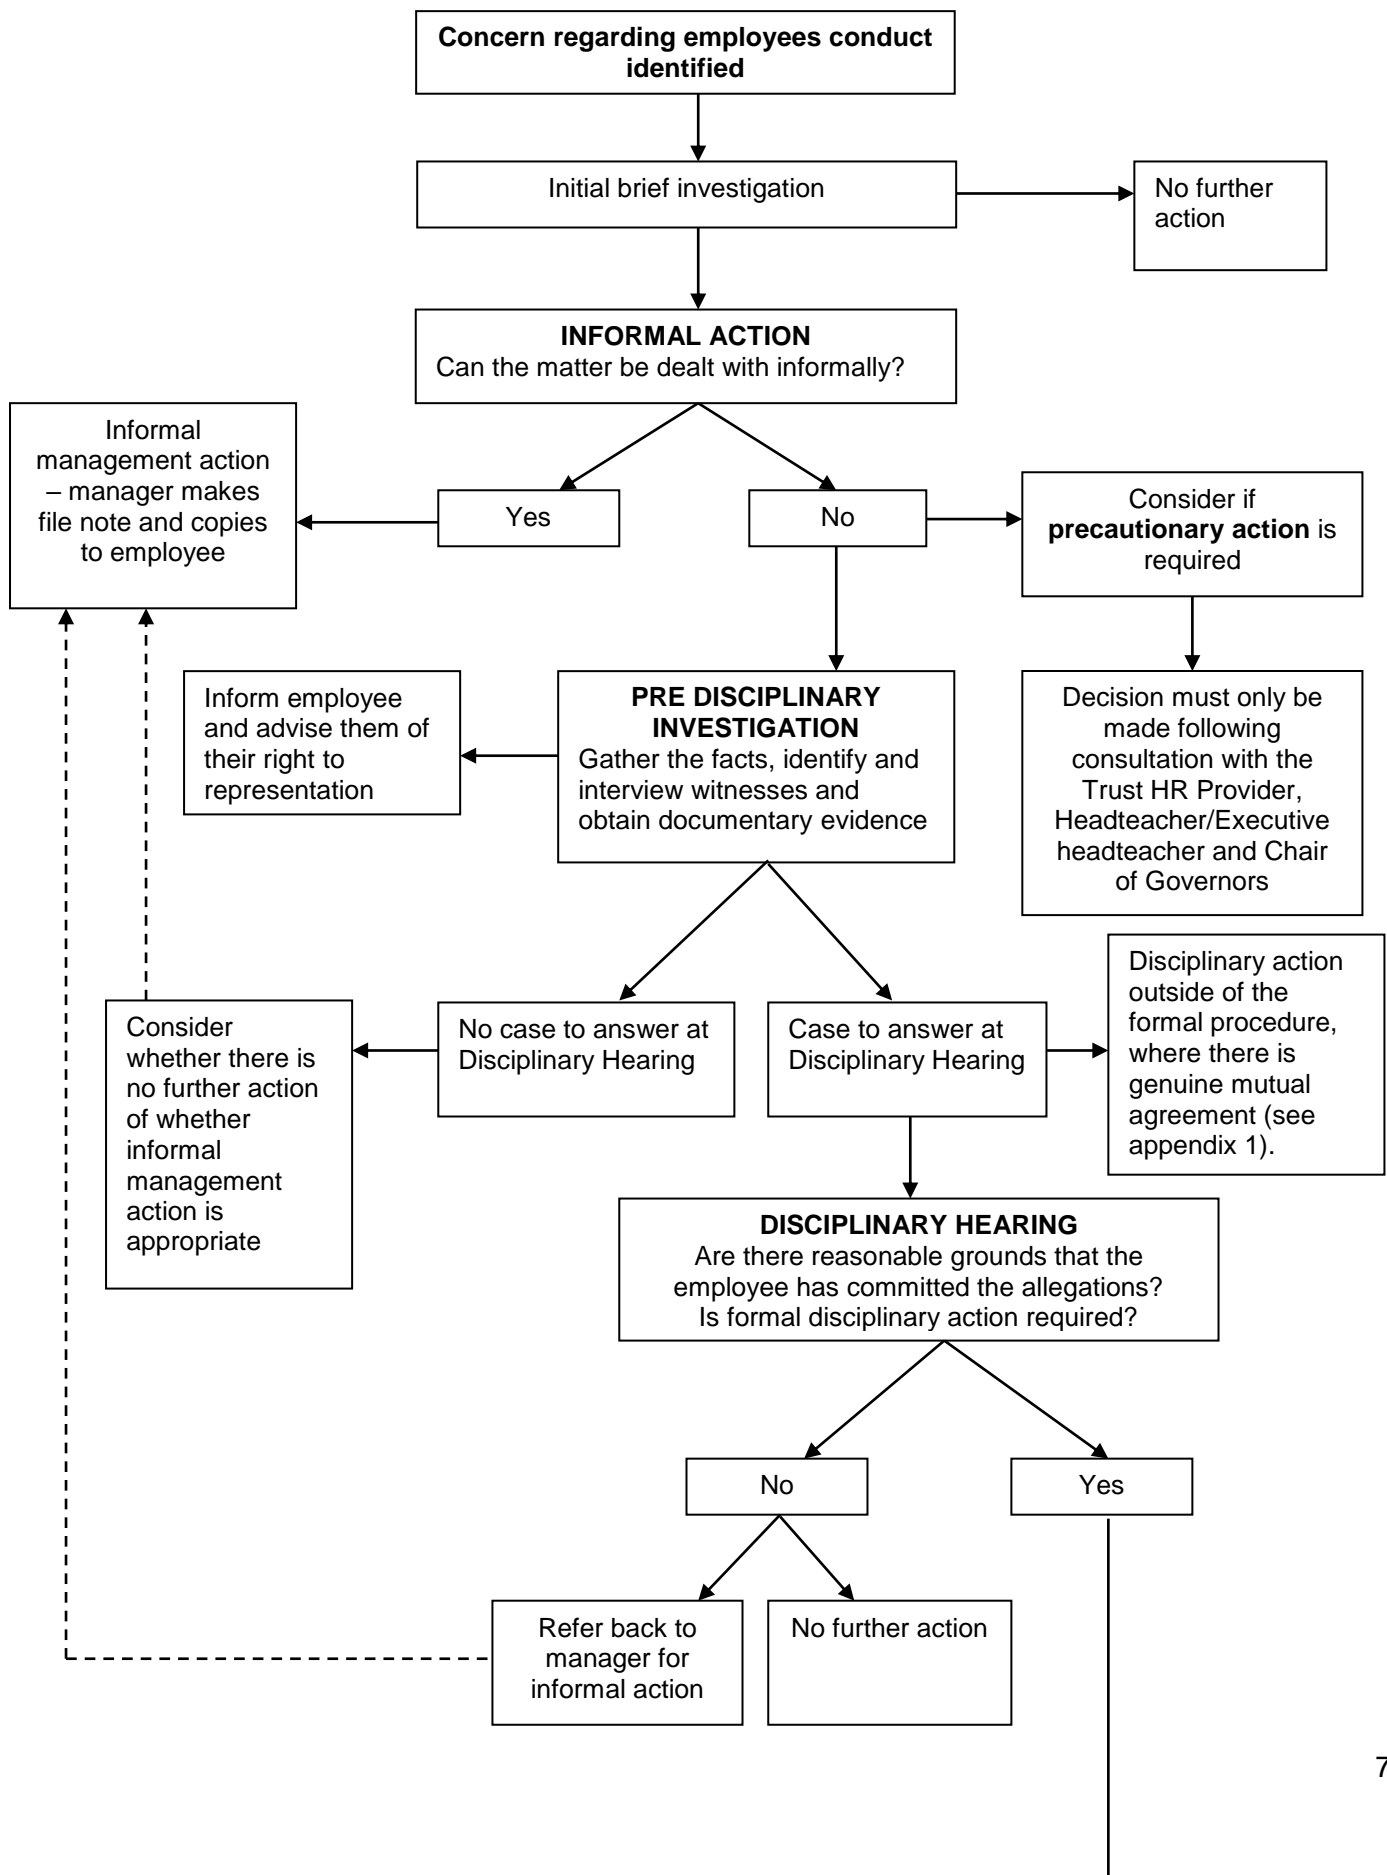 Concern regarding employees conduct
identified
Initial brief investigation
No further
action
INFORMAL ACTION
Can the matter be dealt with informally?
Informal
management action
– manager makes
file note and copies
to employee
Yes
No
Consider if
precautionary action is
required
Inform employee
and advise them of
their right to
representation
PRE DISCIPLINARY
INVESTIGATION
Gather the facts, identify and
interview witnesses and
obtain documentary evidence
Decision must only be
made following
consultation with the
Trust HR Provider,
Headteacher/Executive
headteacher and Chair
of Governors
Consider
whether there is
no further action
of whether
informal
management
action is
appropriate
No case to answer at
Disciplinary Hearing
Case to answer at
Disciplinary Hearing
Disciplinary action
outside of the
formal procedure,
where there is
genuine mutual
agreement (see
appendix 1).
DISCIPLINARY HEARING
Are there reasonable grounds that the
employee has committed the allegations?
Is formal disciplinary action required?
No
Yes
Refer back to
manager for
informal action
No further action
7